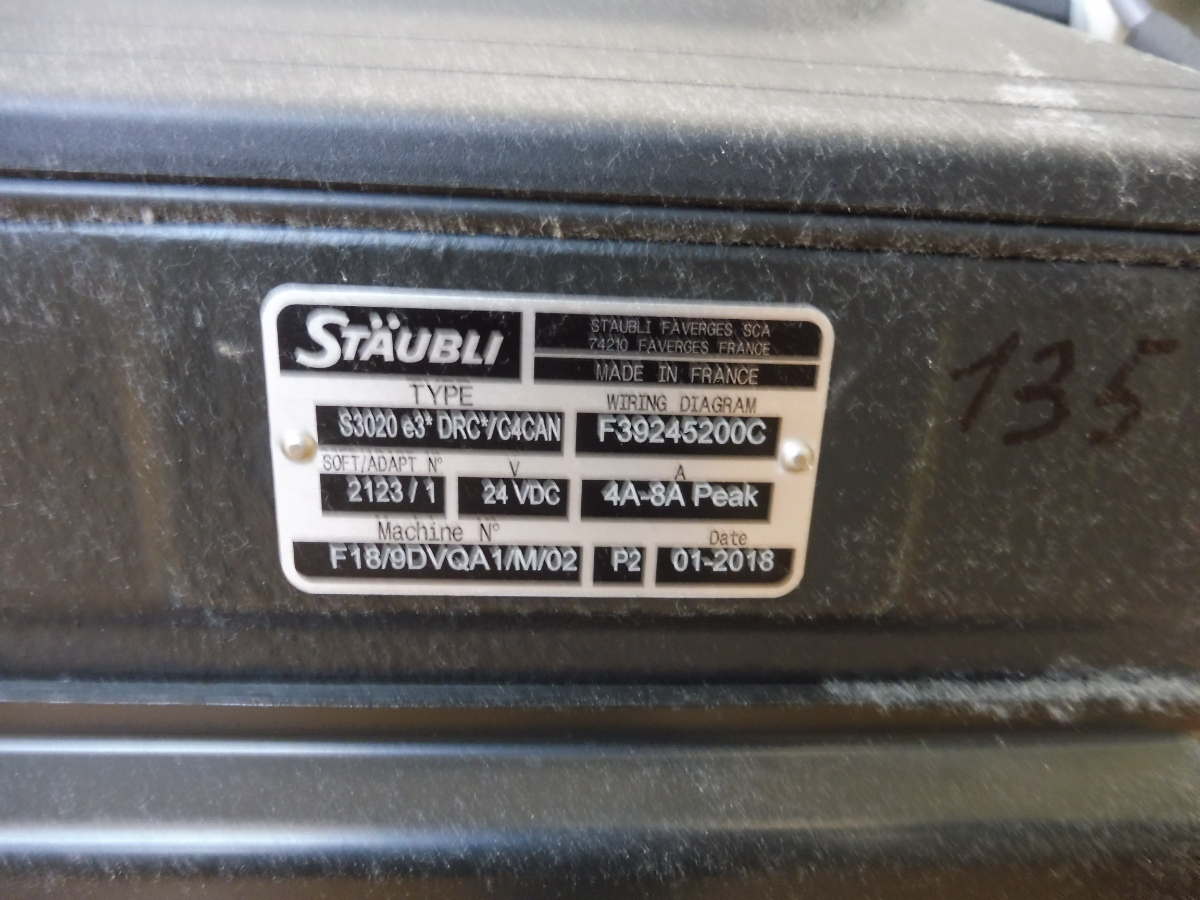 STÄUBLI
STAUBLI FAVERGES SCA
74210 FAVERGES FRANCE
MADE IN FRANCE
TYPE
WIRING DIAGRAM
S3020 e3* DRC*/C4CAN
F39245200C
SOFT/ADAPT N° V A
2123 / 1 24 VDC 4A-8A Peak
Machine N° Date
F18/9DVQA1/M/02 P2 01-2018
135